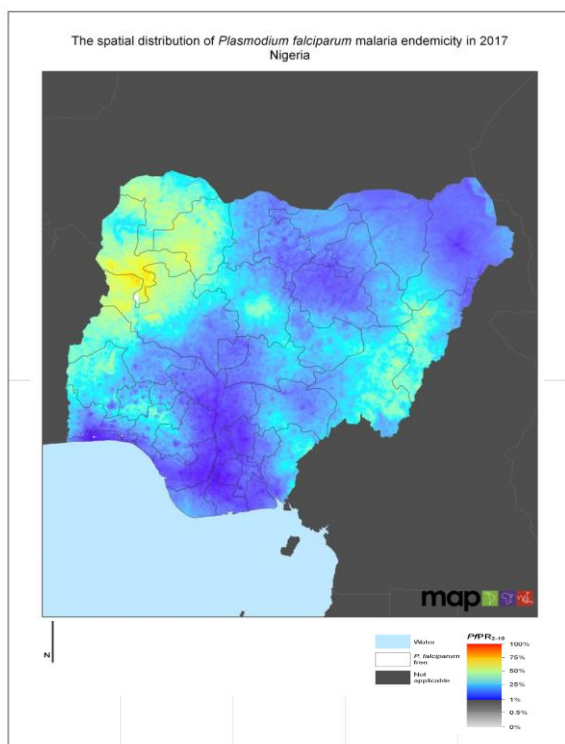 The spatial distribution of Plasmodium falciparum malaria endemicity in 2017
Nigeria
map
N
Water
P. falciparum
free
Not
applicable
PfPR2-10
100%
75%
50%
25%
1%
0.5%
0%